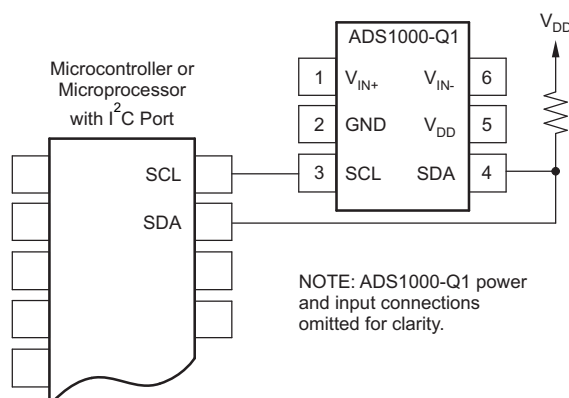 V_DD
ADS1000-Q1
Microcontroller or
Microprocessor
with I²C Port
1 V_IN+ V_IN- 6
2 GND V_DD 5
SCL 3 SCL SDA 4
SDA
NOTE: ADS1000-Q1 power
and input connections
omitted for clarity.